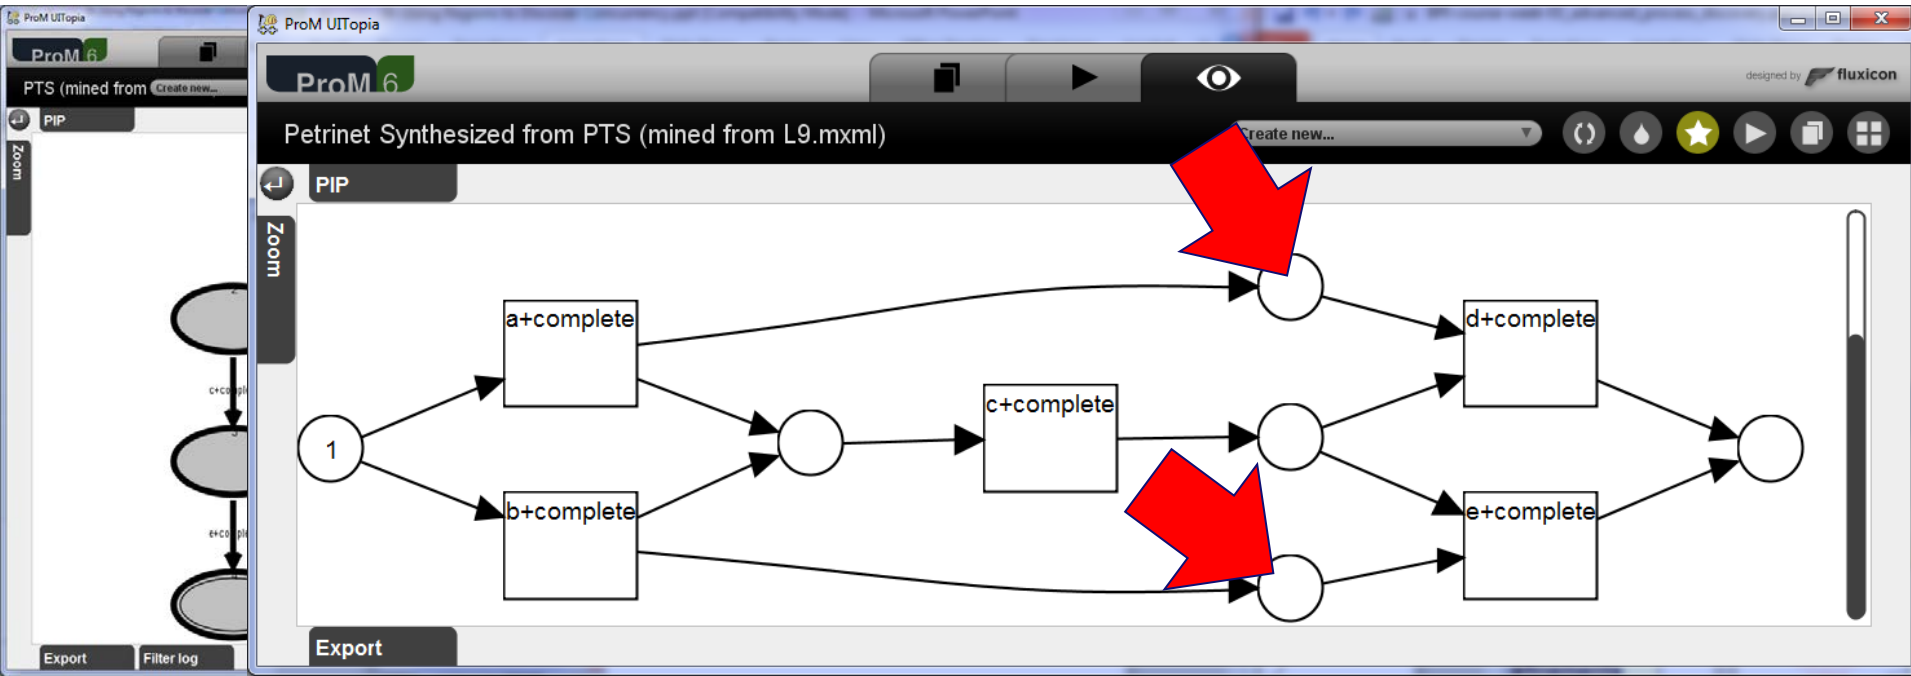 ProM UITopia
ProM 6
PTS (mined from
Create new...
PIP
Zoom
2
3
Export
Filter log
ProM UITopia
ProM 6
designed by fluxicon
Petrinet Synthesized from PTS (mined from L9.mxml)
Create new...
PIP
Zoom
a+complete
d+complete
c+complete
1
b+complete
e+complete
Export